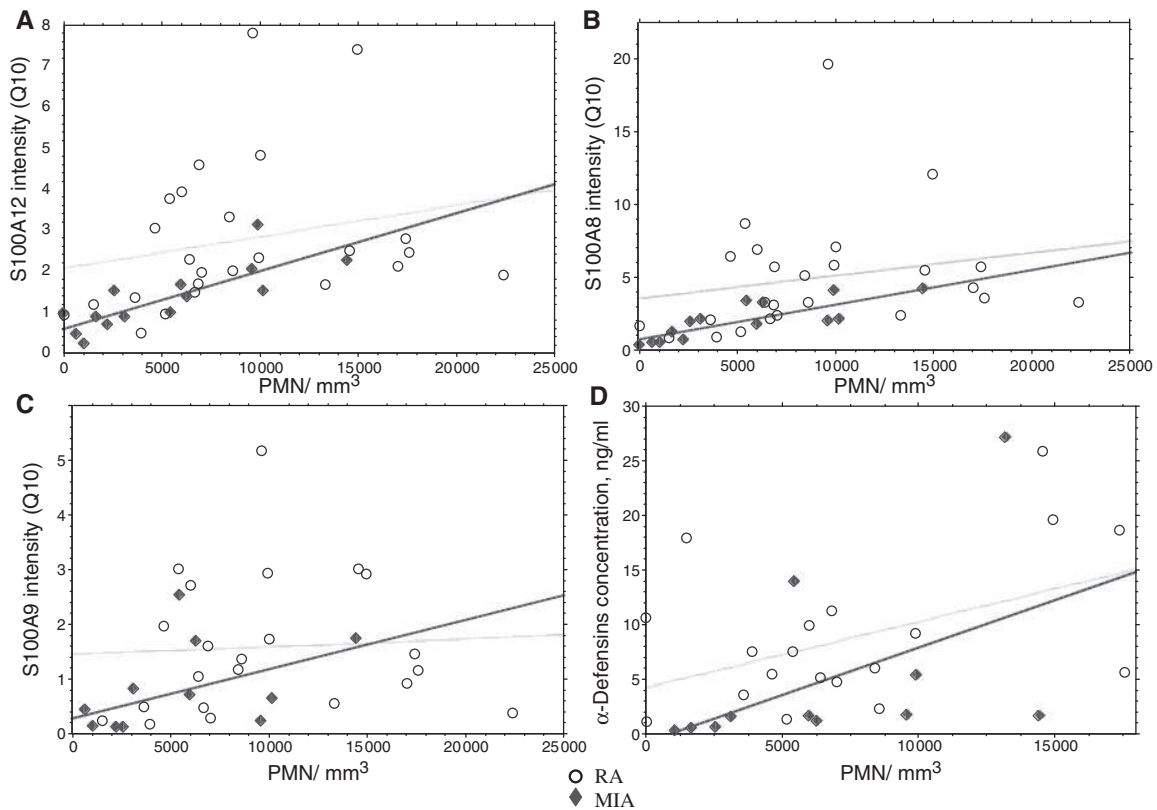 A
S100A12 intensity (Q10)
8
7
6
5
4
3
2
1
0
0 5000 10000 15000 20000 25000
PMN/ mm³
B
S100A8 intensity (Q10)
20
15
10
5
0
0 5000 10000 15000 20000 25000
PMN/ mm³
C
S100A9 intensity (Q10)
5
4
3
2
1
0
0 5000 10000 15000 20000 25000
PMN/ mm³
D
α-Defensins concentration, ng/ml
30
25
20
15
10
5
0
0 5000 10000 15000
PMN/ mm³
RA
MIA